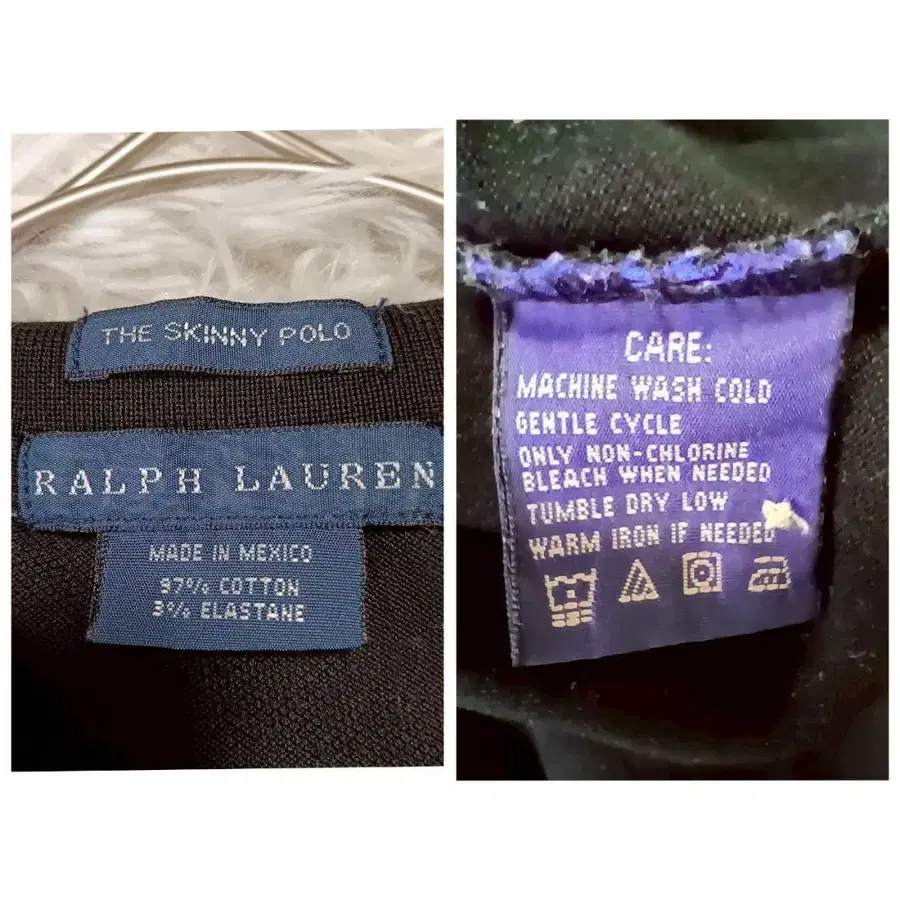 THE SKINNY POLO
RALPH LAUREN
MADE IN MEXICO
97% COTTON
3% ELASTANE
CARE:
MACHINE WASH COLD
GENTLE CYCLE
ONLY NON-CHLORINE
BLEACH WHEN NEEDED
TUMBLE DRY LOW
WARM IRON IF NEEDED